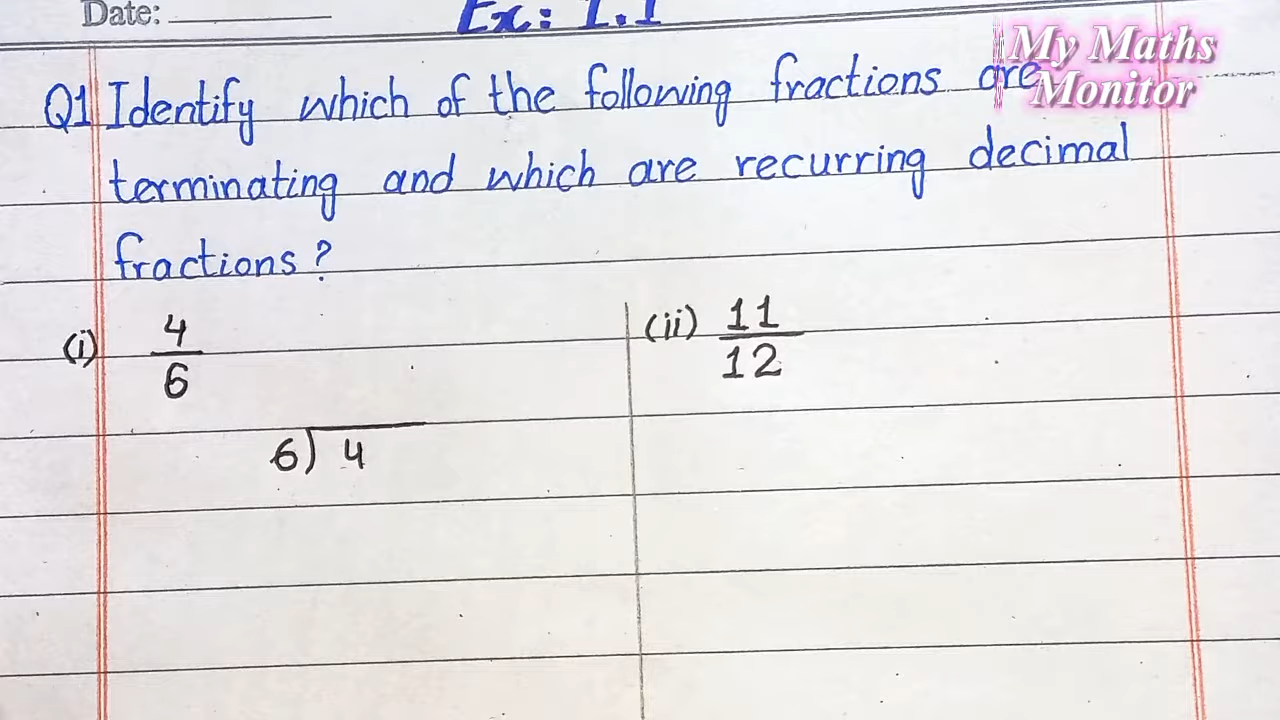 Date:
Ex: 1.1
My Maths
Monitor
Q1 Identify which of the following fractions are
terminating and which are recurring decimal
fractions?
(i) 4/6
(ii) 11/12
6) 4